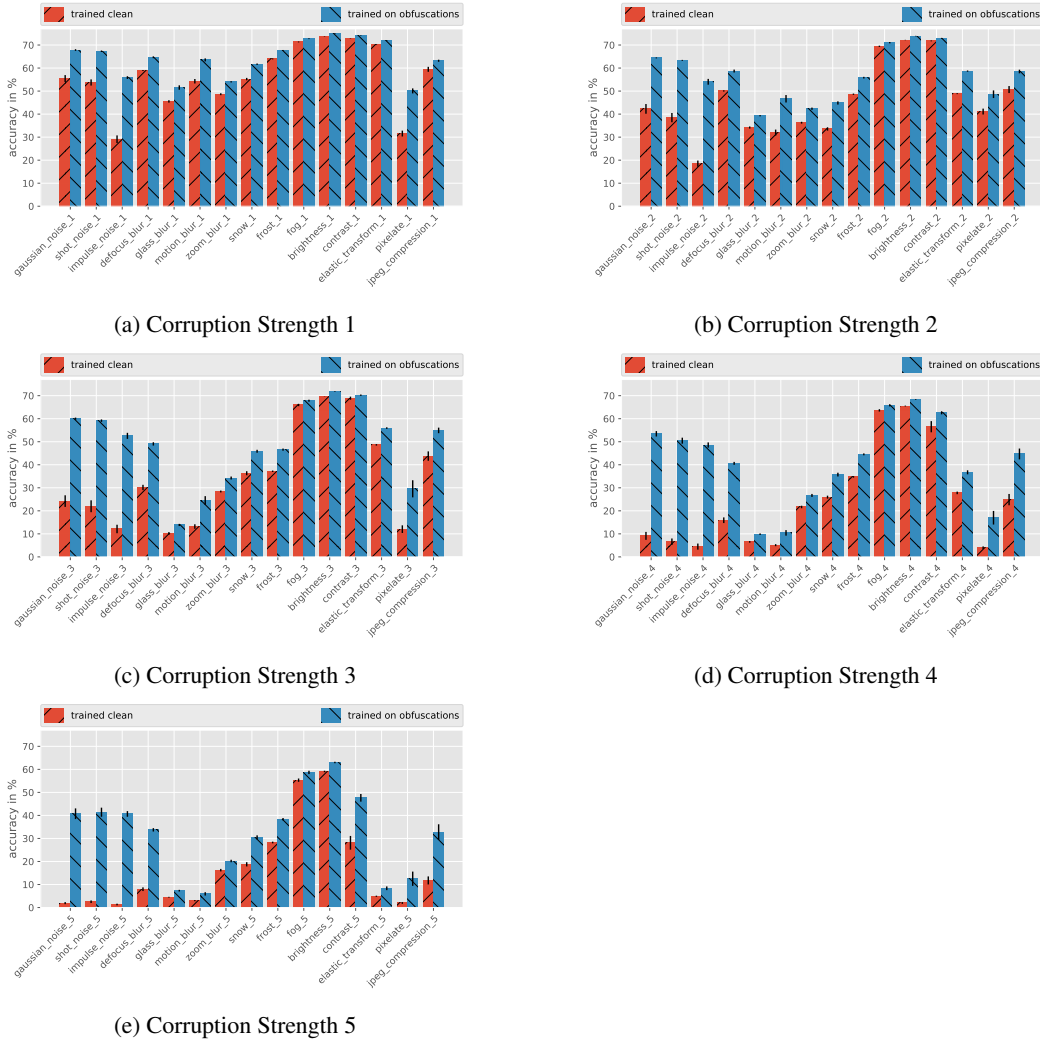 trained clean trained on obfuscations
70
60
50
40
30
20
10
0
accuracy in %
gaussian_noise_1
shot_noise_1
impulse_noise_1
defocus_blur_1
glass_blur_1
motion_blur_1
zoom_blur_1
snow_1
frost_1
fog_1
brightness_1
contrast_1
elastic_transform_1
pixelate_1
jpeg_compression_1
(a) Corruption Strength 1
trained clean trained on obfuscations
70
60
50
40
30
20
10
0
accuracy in %
gaussian_noise_2
shot_noise_2
impulse_noise_2
defocus_blur_2
glass_blur_2
motion_blur_2
zoom_blur_2
snow_2
frost_2
fog_2
brightness_2
contrast_2
elastic_transform_2
pixelate_2
jpeg_compression_2
(b) Corruption Strength 2
trained clean trained on obfuscations
70
60
50
40
30
20
10
0
accuracy in %
gaussian_noise_3
shot_noise_3
impulse_noise_3
defocus_blur_3
glass_blur_3
motion_blur_3
zoom_blur_3
snow_3
frost_3
fog_3
brightness_3
contrast_3
elastic_transform_3
pixelate_3
jpeg_compression_3
(c) Corruption Strength 3
trained clean trained on obfuscations
70
60
50
40
30
20
10
0
accuracy in %
gaussian_noise_4
shot_noise_4
impulse_noise_4
defocus_blur_4
glass_blur_4
motion_blur_4
zoom_blur_4
snow_4
frost_4
fog_4
brightness_4
contrast_4
elastic_transform_4
pixelate_4
jpeg_compression_4
(d) Corruption Strength 4
trained clean trained on obfuscations
70
60
50
40
30
20
10
0
accuracy in %
gaussian_noise_5
shot_noise_5
impulse_noise_5
defocus_blur_5
glass_blur_5
motion_blur_5
zoom_blur_5
snow_5
frost_5
fog_5
brightness_5
contrast_5
elastic_transform_5
pixelate_5
jpeg_compression_5
(e) Corruption Strength 5